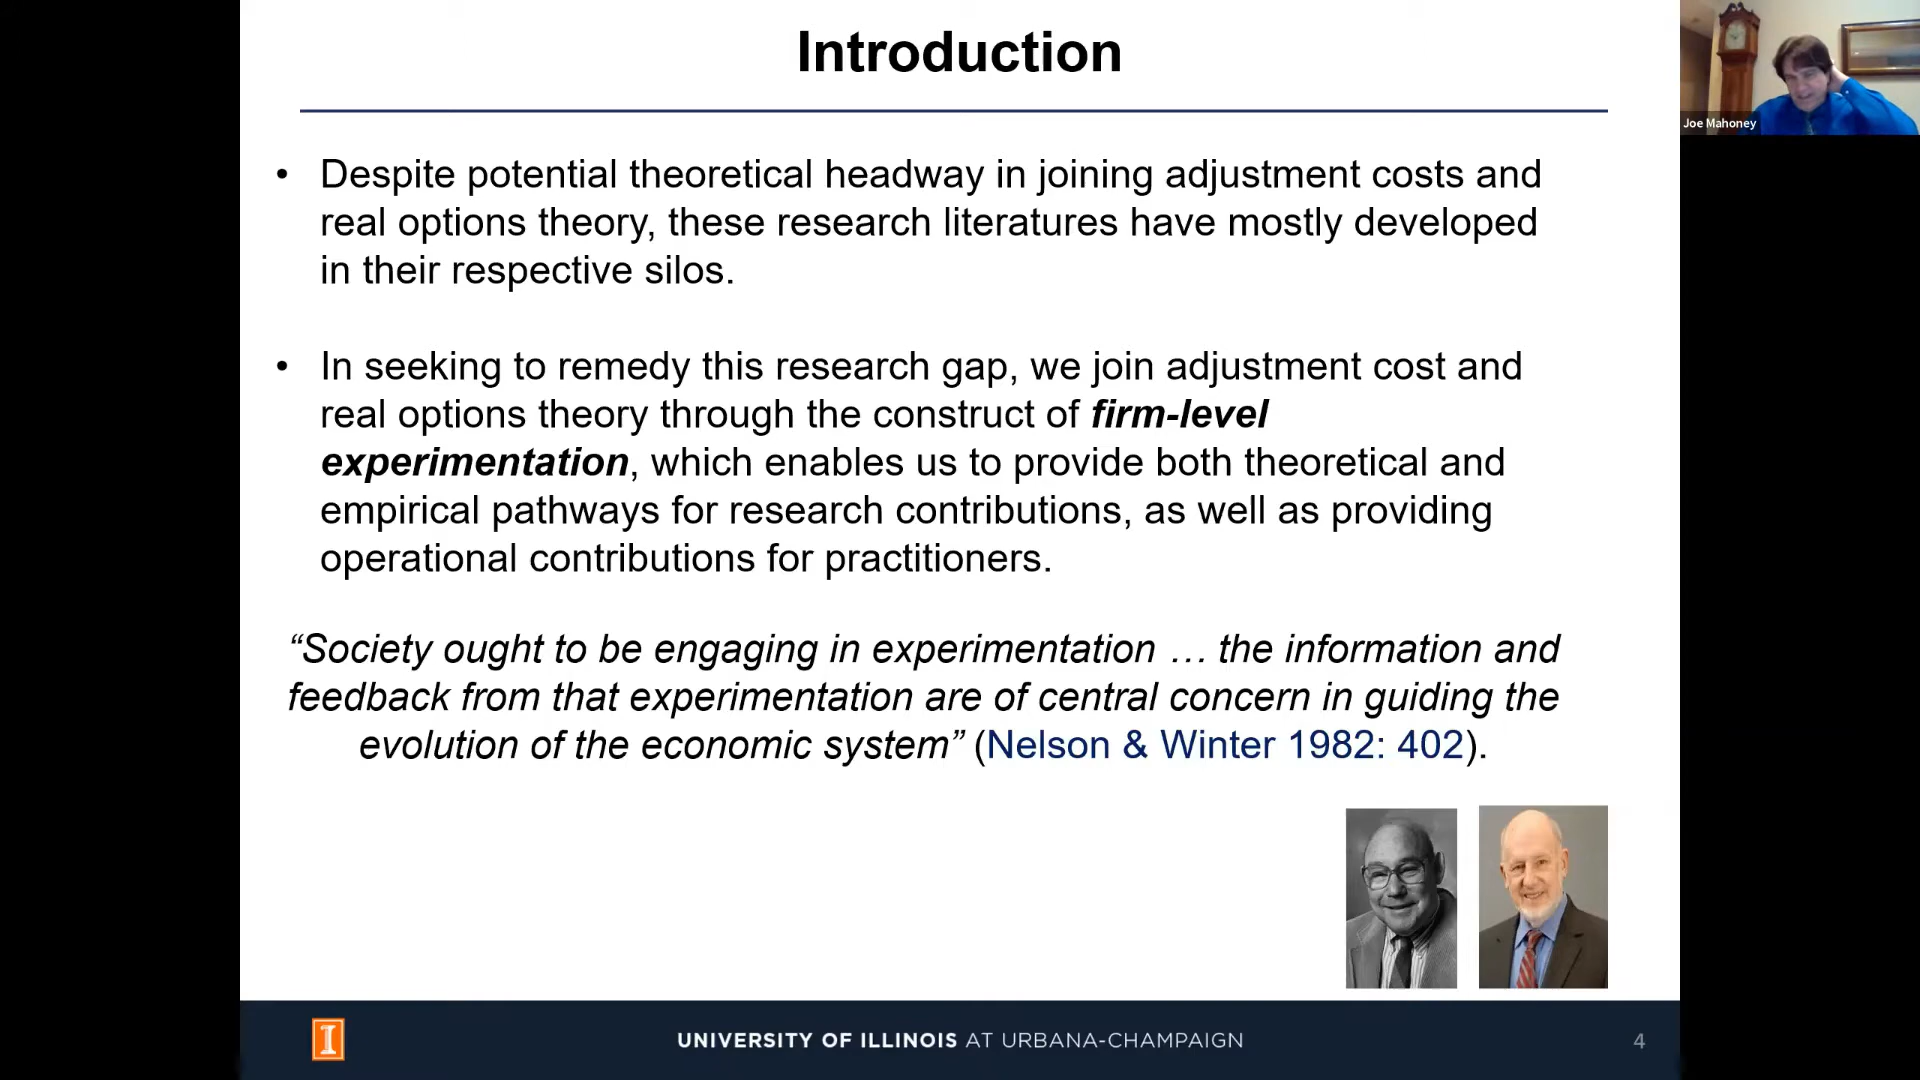 Introduction
Joe Mahoney
• Despite potential theoretical headway in joining adjustment costs and
real options theory, these research literatures have mostly developed
in their respective silos.
• In seeking to remedy this research gap, we join adjustment cost and
real options theory through the construct of firm-level
experimentation, which enables us to provide both theoretical and
empirical pathways for research contributions, as well as providing
operational contributions for practitioners.
“Society ought to be engaging in experimentation … the information and
feedback from that experimentation are of central concern in guiding the
evolution of the economic system” (Nelson & Winter 1982: 402).
I
UNIVERSITY OF ILLINOIS AT URBANA-CHAMPAIGN
4